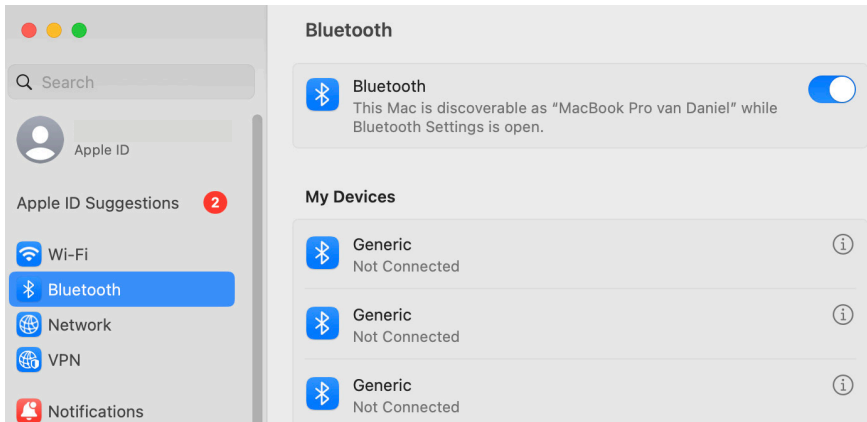 Search
Apple ID
Apple ID Suggestions 2
Wi-Fi
Bluetooth
Network
VPN
Notifications
Bluetooth
Bluetooth
This Mac is discoverable as “MacBook Pro van Daniel” while
Bluetooth Settings is open.
My Devices
Generic
Not Connected
Generic
Not Connected
Generic
Not Connected